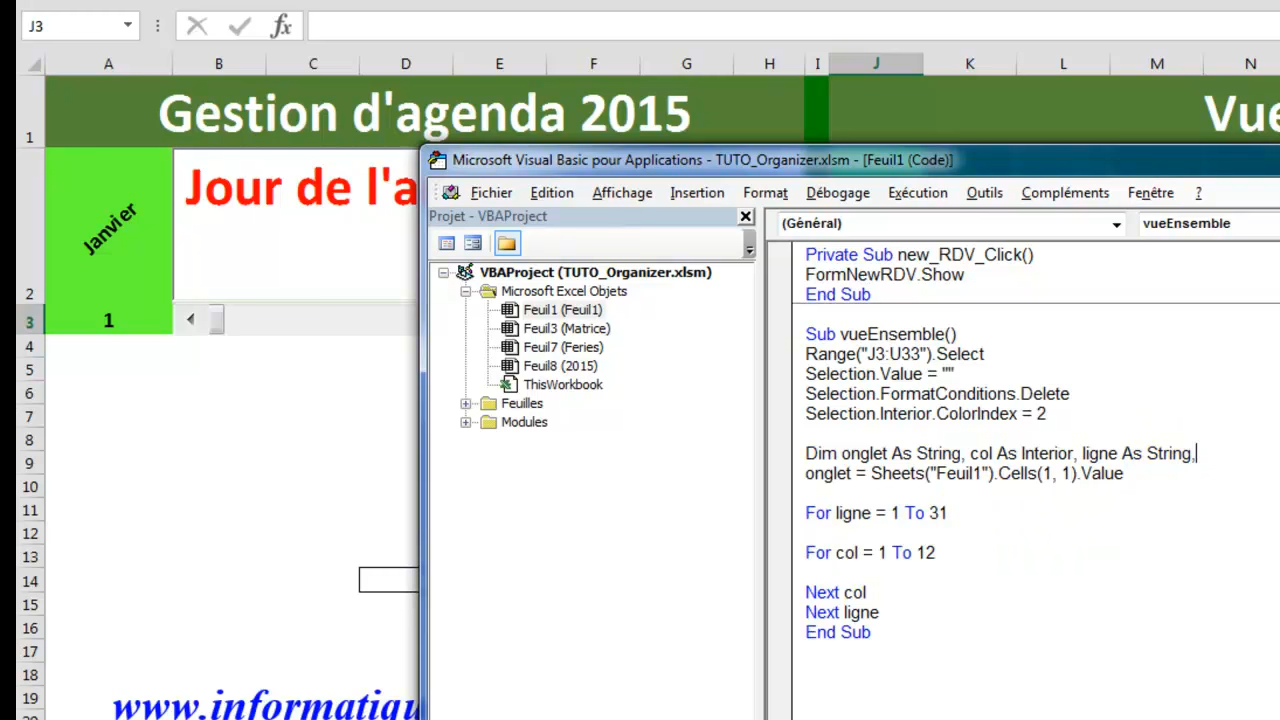 J3
fx
A B C D E F G H I J K L M N
1
Gestion d'agenda 2015
Janvier
Jour de l'a
2
3
1
4
5
6
7
8
9
10
11
12
13
14
15
16
17
18
19
www.informatiqu
Microsoft Visual Basic pour Applications - TUTO_Organizer.xlsm - [Feuil1 (Code)]
Fichier Edition Affichage Insertion Format Débogage Exécution Outils Compléments Fenêtre ?
Projet - VBAProject
VBAProject (TUTO_Organizer.xlsm)
Microsoft Excel Objets
Feuil1 (Feuil1)
Feuil3 (Matrice)
Feuil7 (Feries)
Feuil8 (2015)
ThisWorkbook
Feuilles
Modules
(Général) vueEnsemble
Private Sub new_RDV_Click()
FormNewRDV.Show
End Sub
Sub vueEnsemble()
Range("J3:U33").Select
Selection.Value = ""
Selection.FormatConditions.Delete
Selection.Interior.ColorIndex = 2
Dim onglet As String, col As Interior, ligne As String,
onglet = Sheets("Feuil1").Cells(1, 1).Value
For ligne = 1 To 31
For col = 1 To 12
Next col
Next ligne
End Sub
Vue